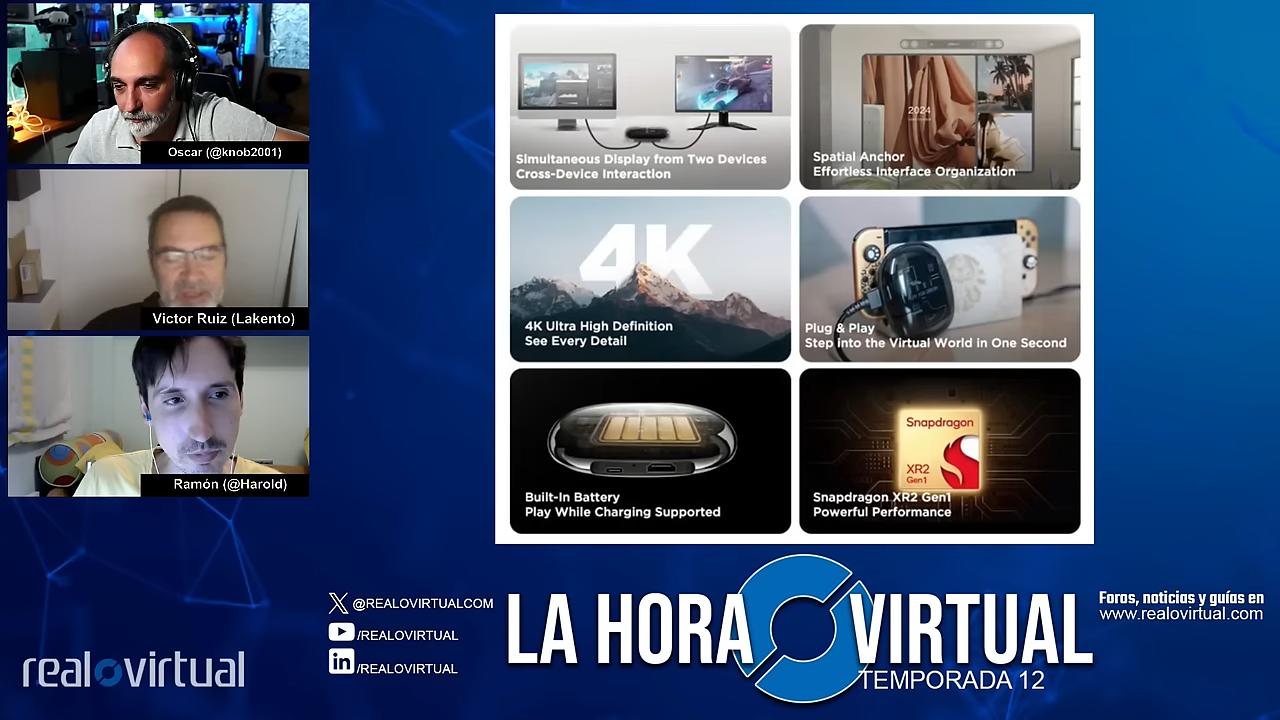 Oscar (@knob2001)
Victor Ruiz (Lakento)
Ramón (@Harold)
Simultaneous Display from Two Devices
Cross-Device Interaction
2024
Spatial Anchor
Effortless Interface Organization
4K
4K Ultra High Definition
See Every Detail
Plug & Play
Step into the Virtual World in One Second
Built-In Battery
Play While Charging Supported
Snapdragon
XR2
Gen1
Snapdragon XR2 Gen1
Powerful Performance
@REALOVIRTUALCOM
/REALOVIRTUAL
in /REALOVIRTUAL
LA HORA VIRTUAL
TEMPORADA 12
Foros, noticias y guías en
www.realovirtual.com
realovirtual